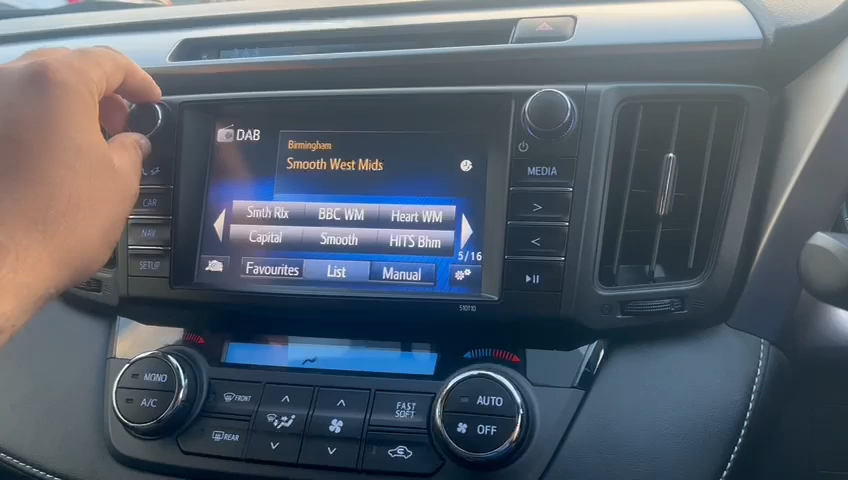 DAB
Birmingham
Smooth West Mids
Smth Rlx BBC WM Heart WM
Capital Smooth HITS Bhm
5/16
Favourites List Manual
CAR
NAV
SETUP
MEDIA
>
<
510110
MONO
A/C
FRONT
REAR
FAST
SOFT
AUTO
OFF